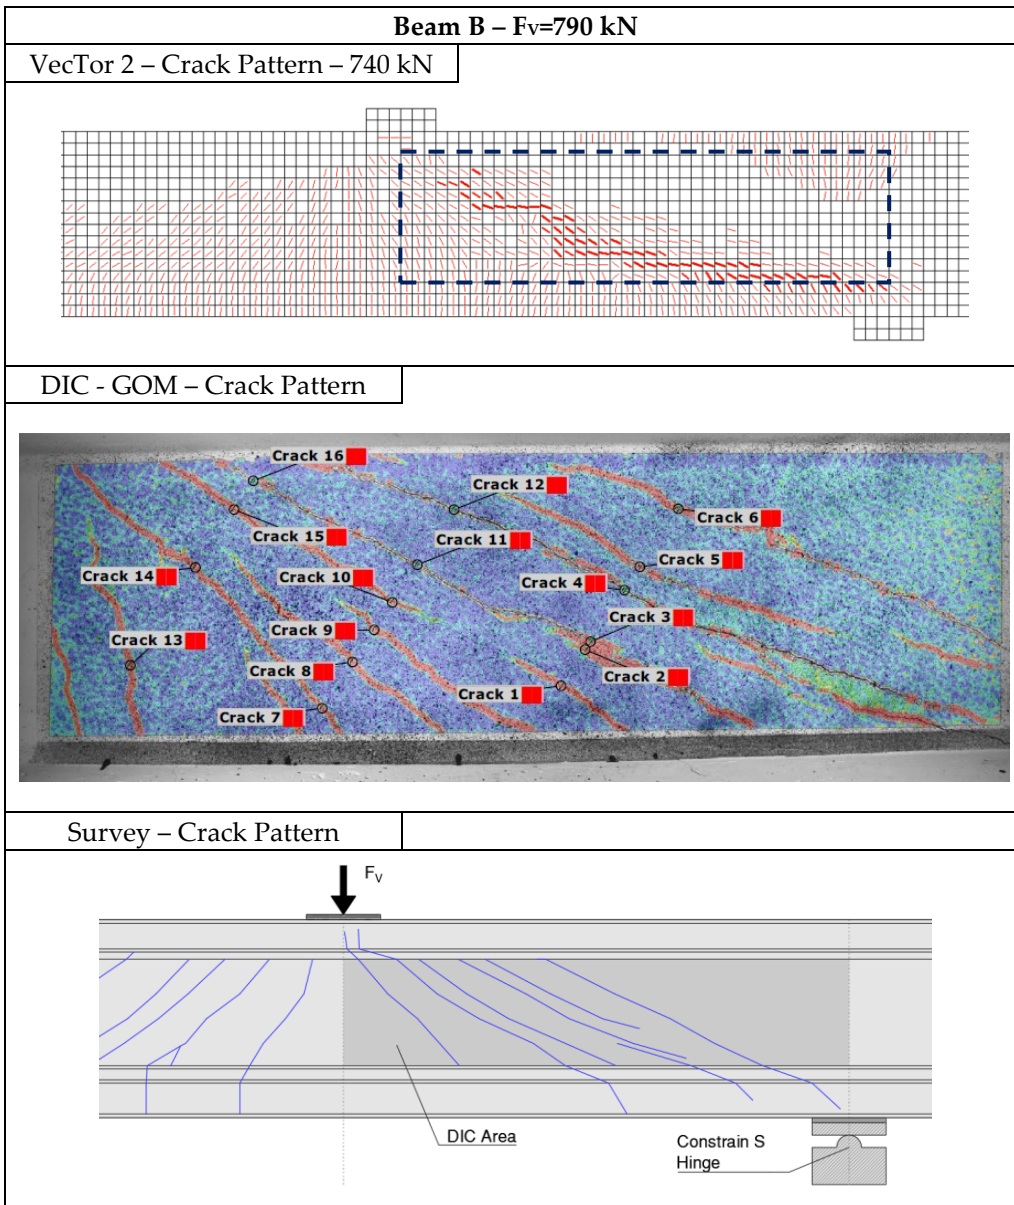 Beam B – Fv=790 kN
VecTor 2 – Crack Pattern – 740 kN
DIC - GOM – Crack Pattern
Crack 16
Crack 12
Crack 6
Crack 15
Crack 11
Crack 5
Crack 14
Crack 10
Crack 4
Crack 3
Crack 13
Crack 9
Crack 8
Crack 2
Crack 1
Crack 7
Survey – Crack Pattern
FV
DIC Area
Constrain S
Hinge